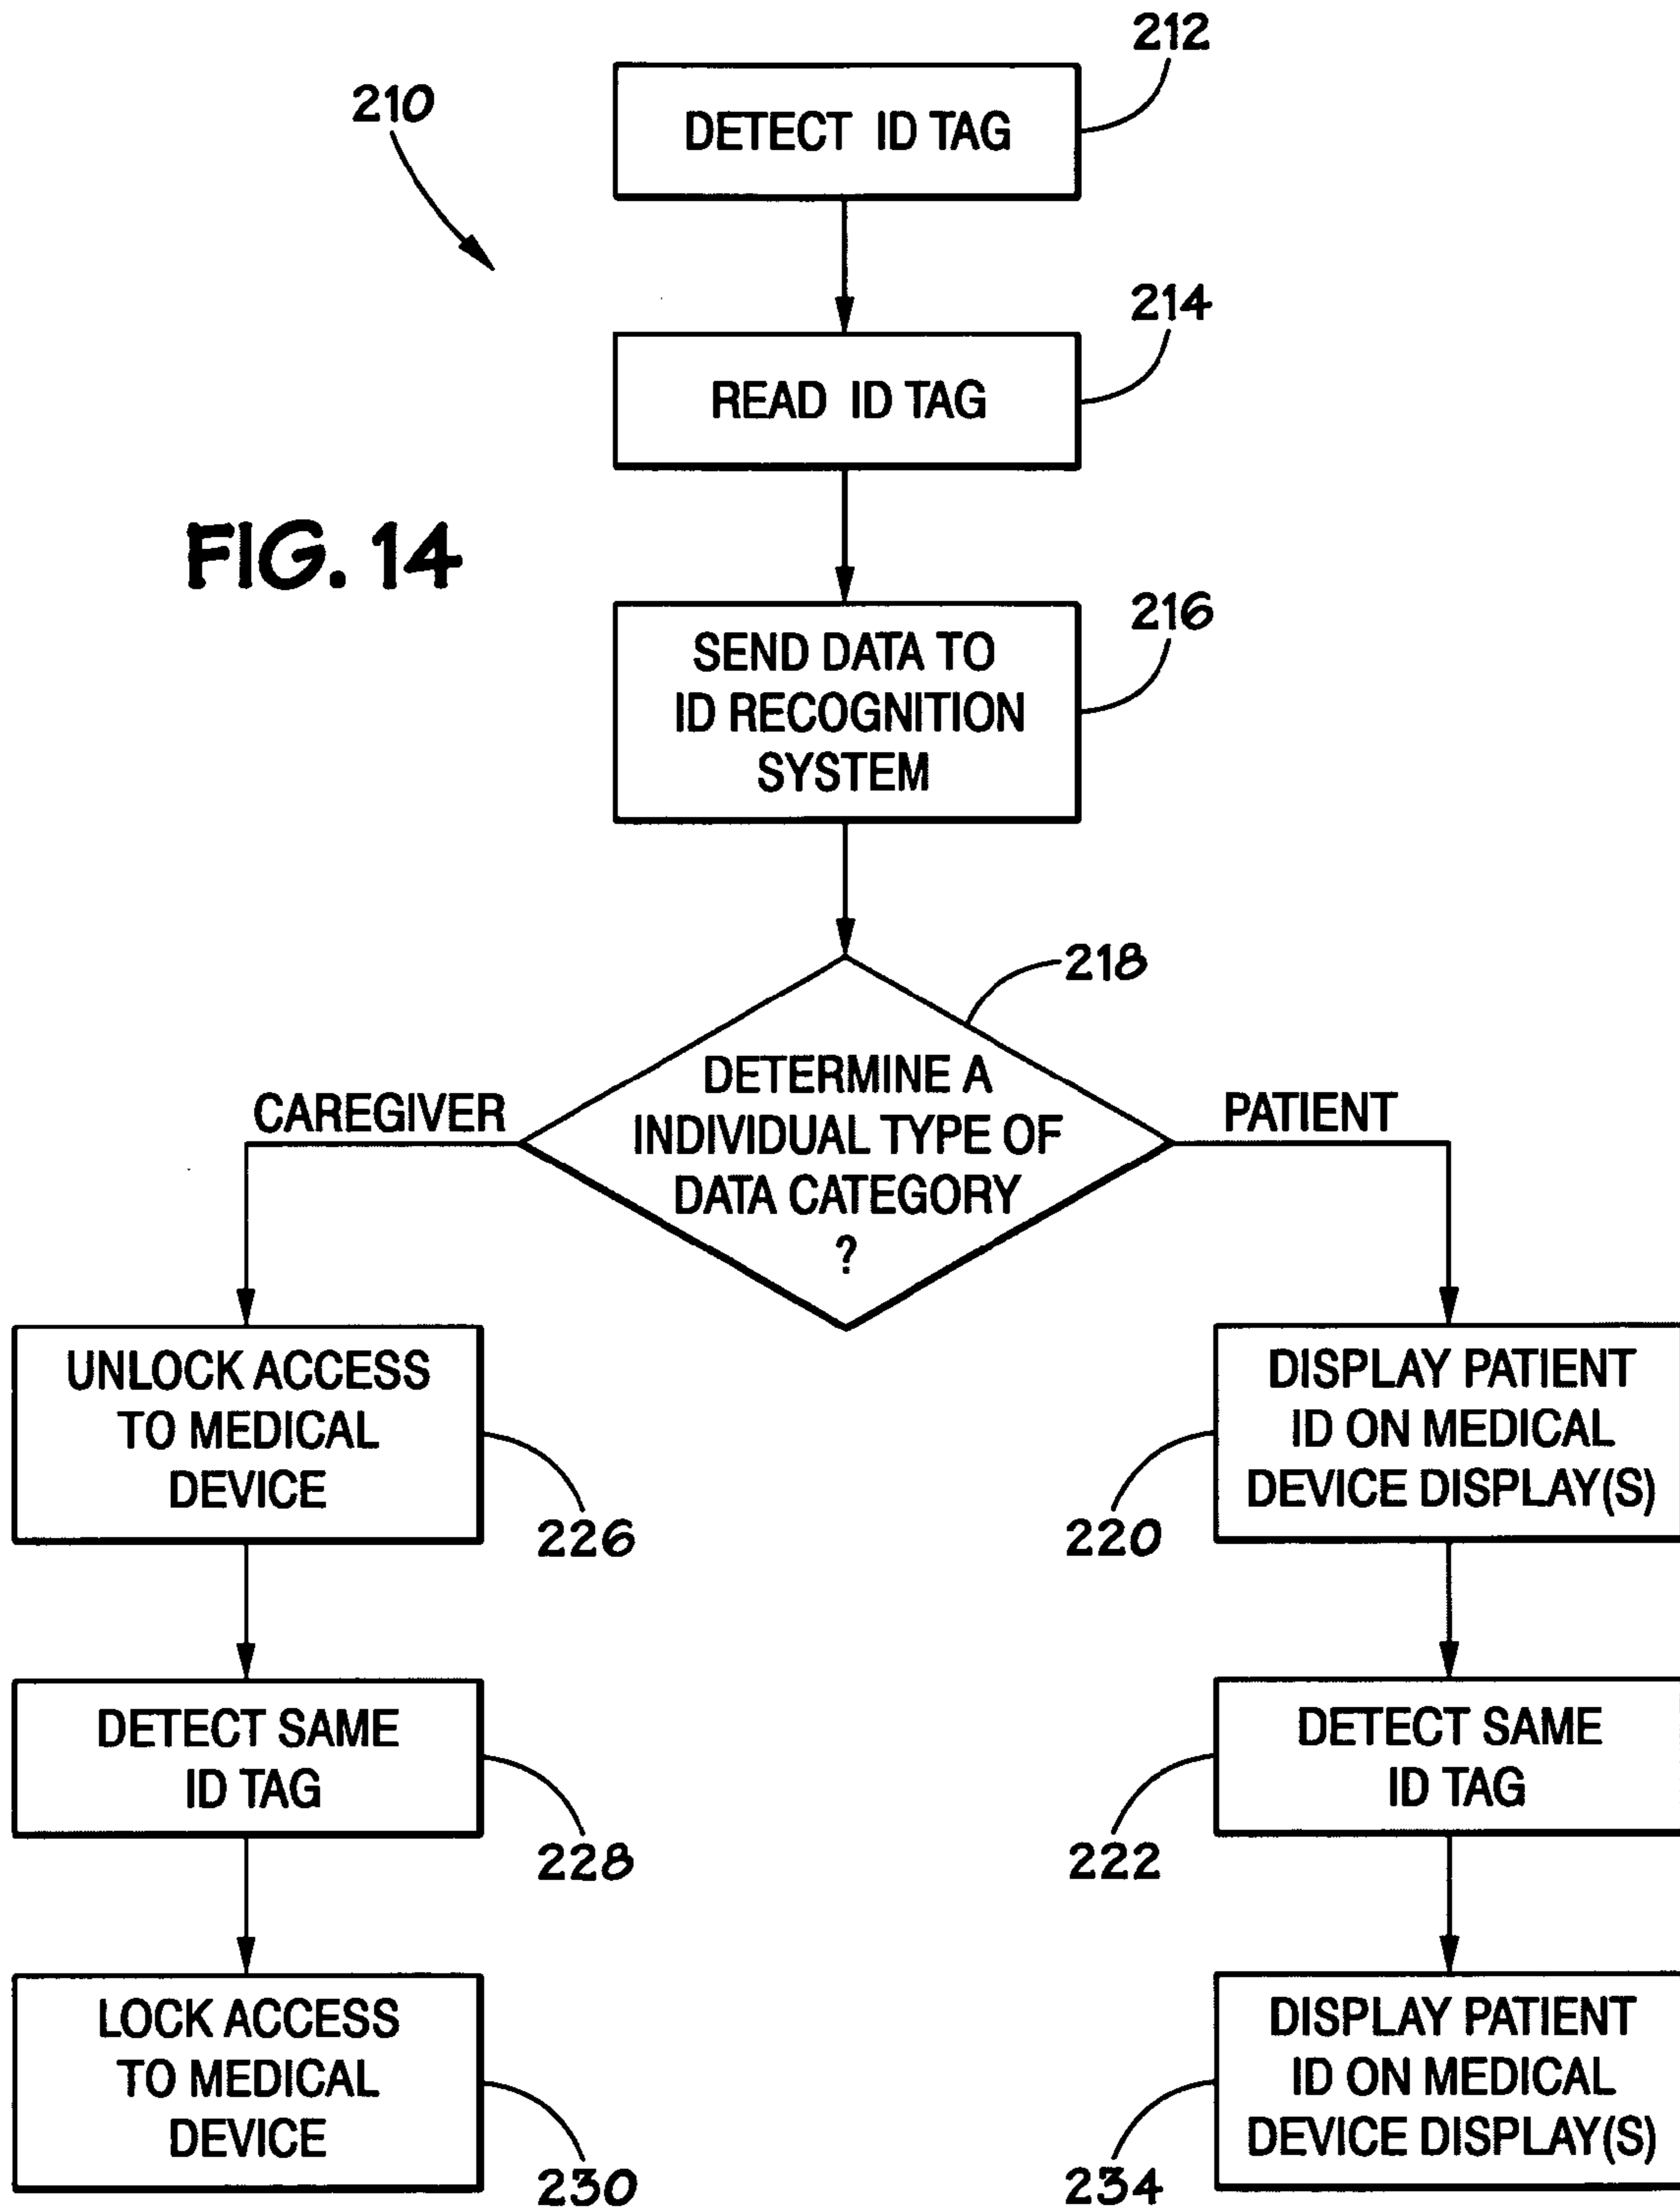 212
210
DETECT ID TAG
214
READ ID TAG
FIG. 14
216
SEND DATA TO
ID RECOGNITION
SYSTEM
218
DETERMINE A
INDIVIDUAL TYPE OF
DATA CATEGORY
?
CAREGIVER
PATIENT
UNLOCK ACCESS
TO MEDICAL
DEVICE
226
DETECT SAME
ID TAG
228
LOCK ACCESS
TO MEDICAL
DEVICE
230
DISPLAY PATIENT
ID ON MEDICAL
DEVICE DISPLAY(S)
220
DETECT SAME
ID TAG
222
DISPLAY PATIENT
ID ON MEDICAL
DEVICE DISPLAY(S)
234